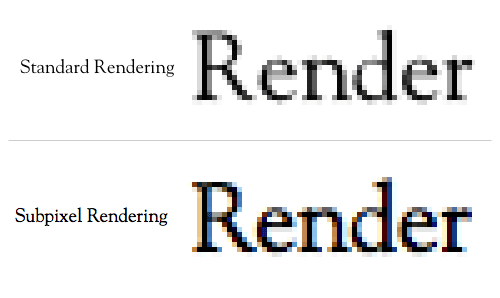 Standard Rendering
Render
Subpixel Rendering
Render